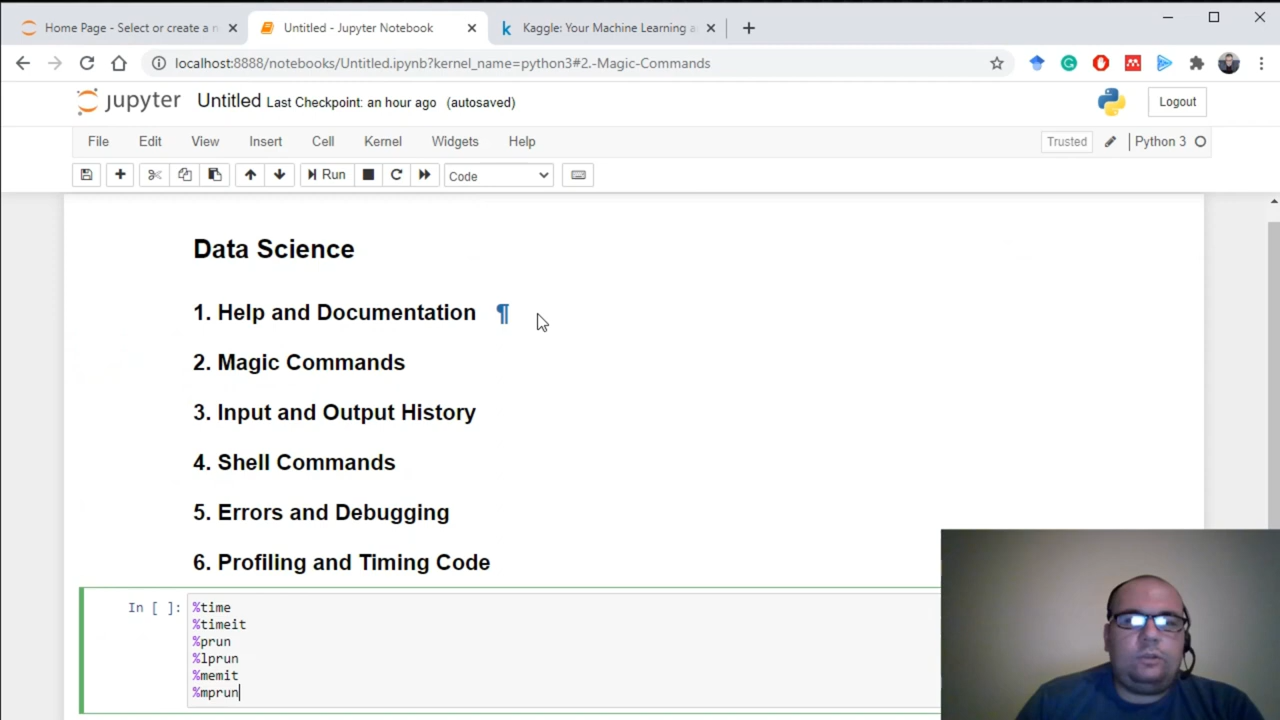 Home Page - Select or create a n
Untitled - Jupyter Notebook
Kaggle: Your Machine Learning a
localhost:8888/notebooks/Untitled.ipynb?kernel_name=python3#2.-Magic-Commands
jupyter Untitled Last Checkpoint: an hour ago (autosaved)
Logout
File Edit View Insert Cell Kernel Widgets Help
Trusted Python 3
Run Code
Data Science
1. Help and Documentation ¶
2. Magic Commands
3. Input and Output History
4. Shell Commands
5. Errors and Debugging
6. Profiling and Timing Code
In [ ]: %time
%timeit
%prun
%lprun
%memit
%mprun